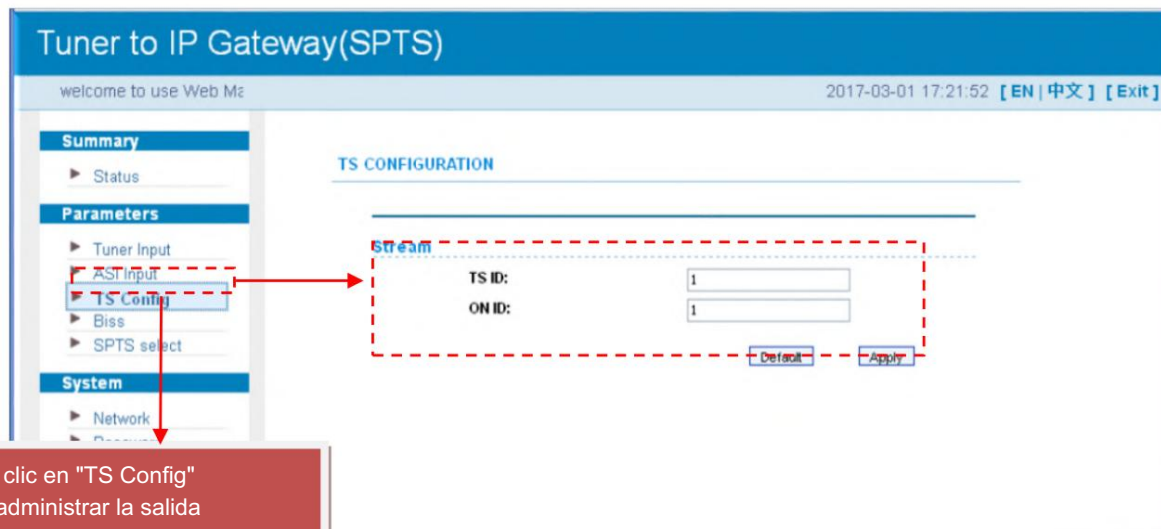 Tuner to IP Gateway(SPTS)
welcome to use Web Ma
2017-03-01 17:21:52 [ EN | 中文 ] [ Exit ]
Summary
Status
Parameters
Tuner Input
ASI Input
TS Config
Biss
SPTS select
System
Network
TS CONFIGURATION
Stream
TS ID: 1
ON ID: 1
Default Apply
clic en "TS Config"
administrar la salida